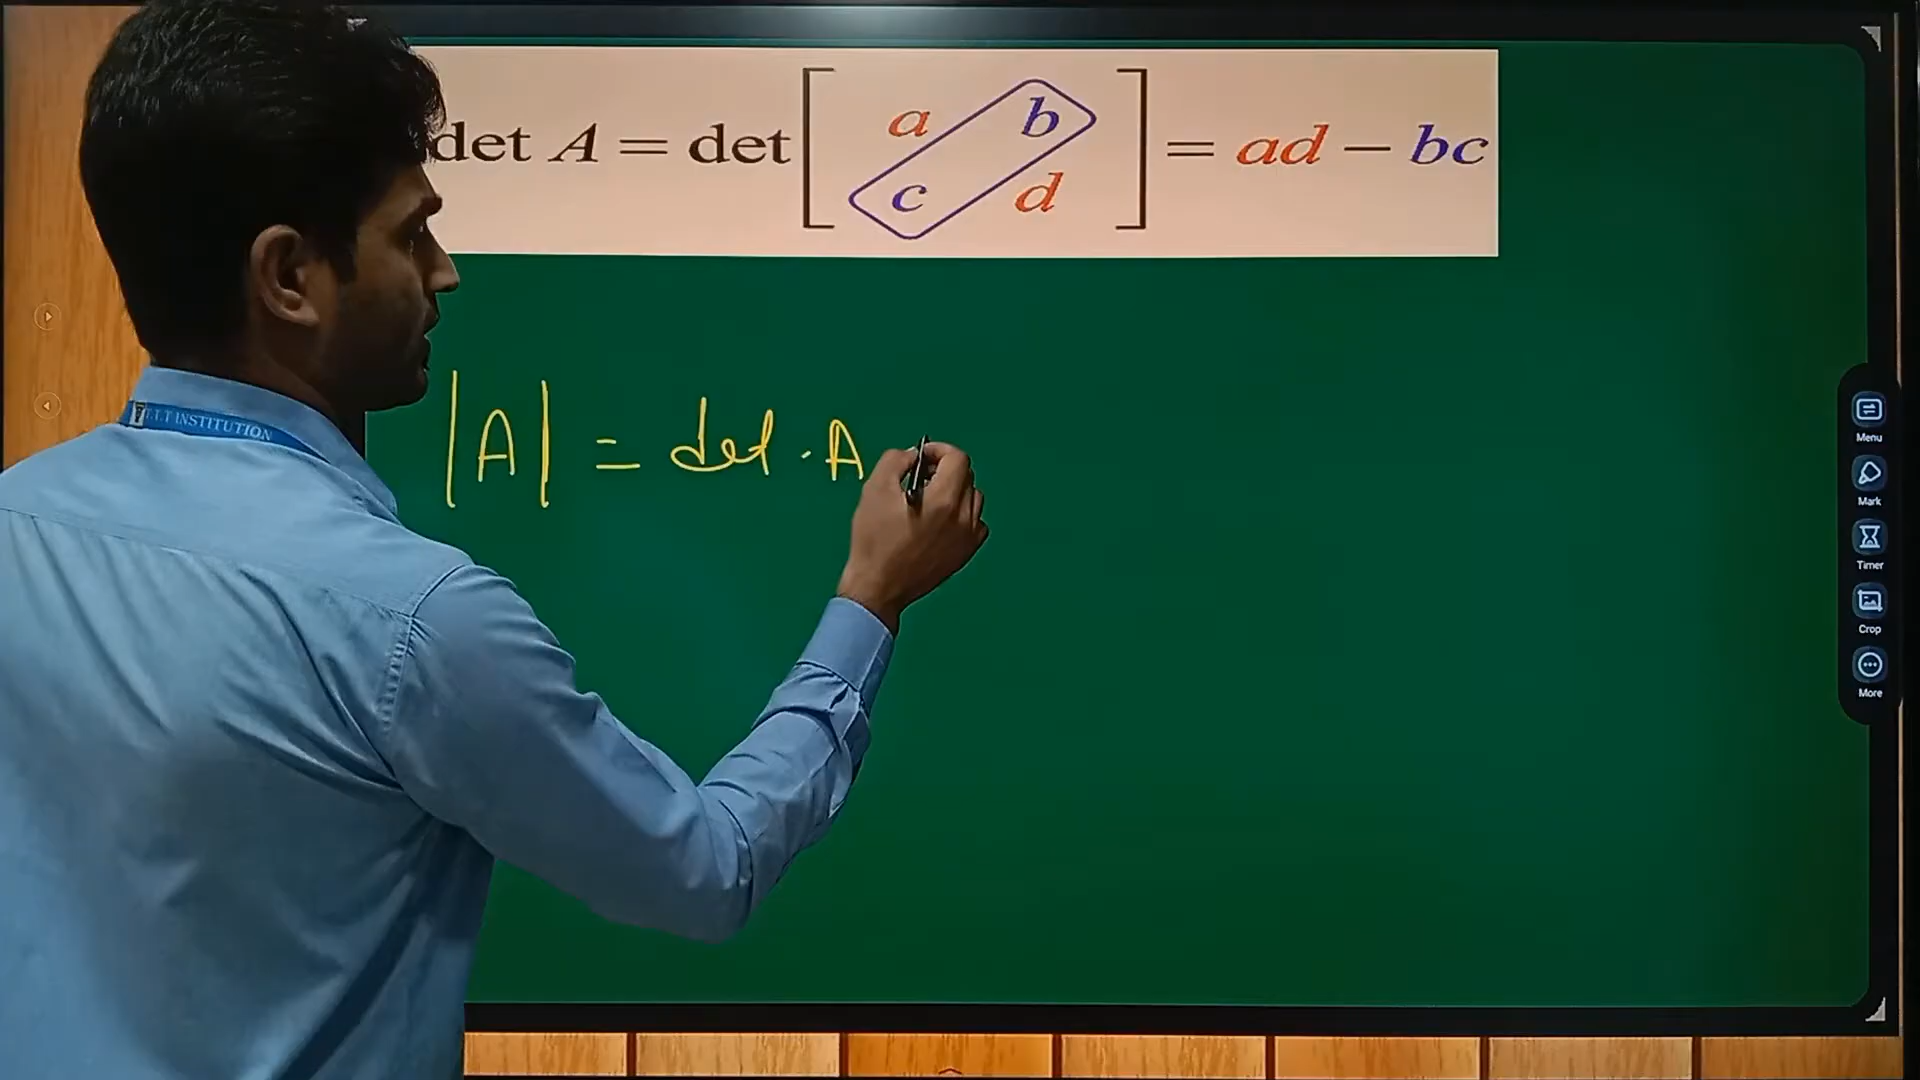 det A = det [ a b
c d ] = ad − bc
|A| = det . A
T.T.T INSTITUTION
Menu
Mark
Timer
Crop
More